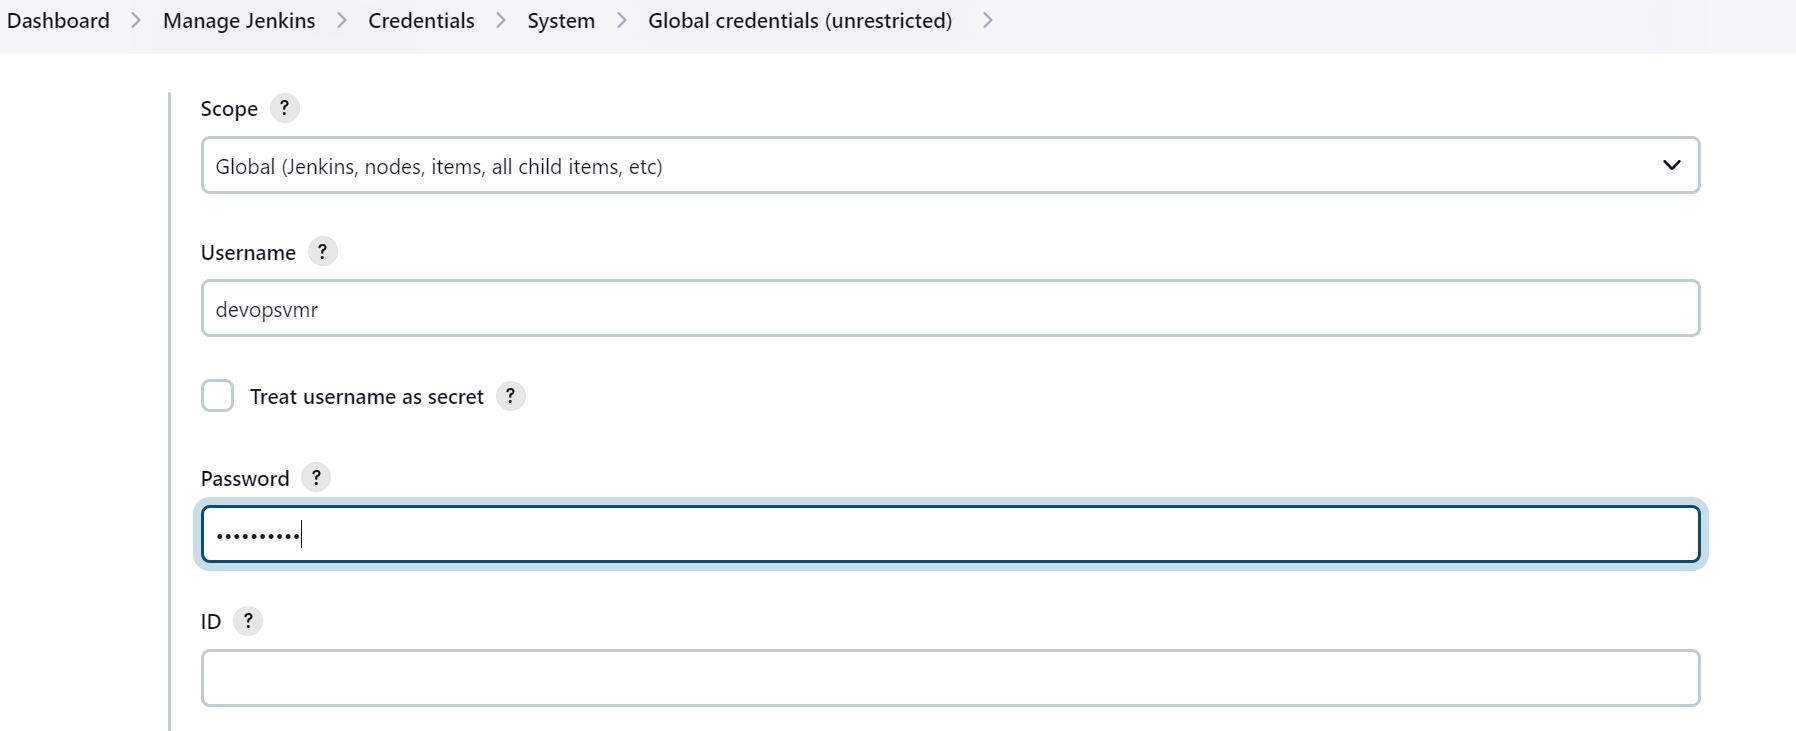 Dashboard > Manage Jenkins > Credentials > System > Global credentials (unrestricted) >
Scope ?
Global (Jenkins, nodes, items, all child items, etc)
Username ?
devopsvmr
Treat username as secret ?
Password ?
••••••••••
ID ?